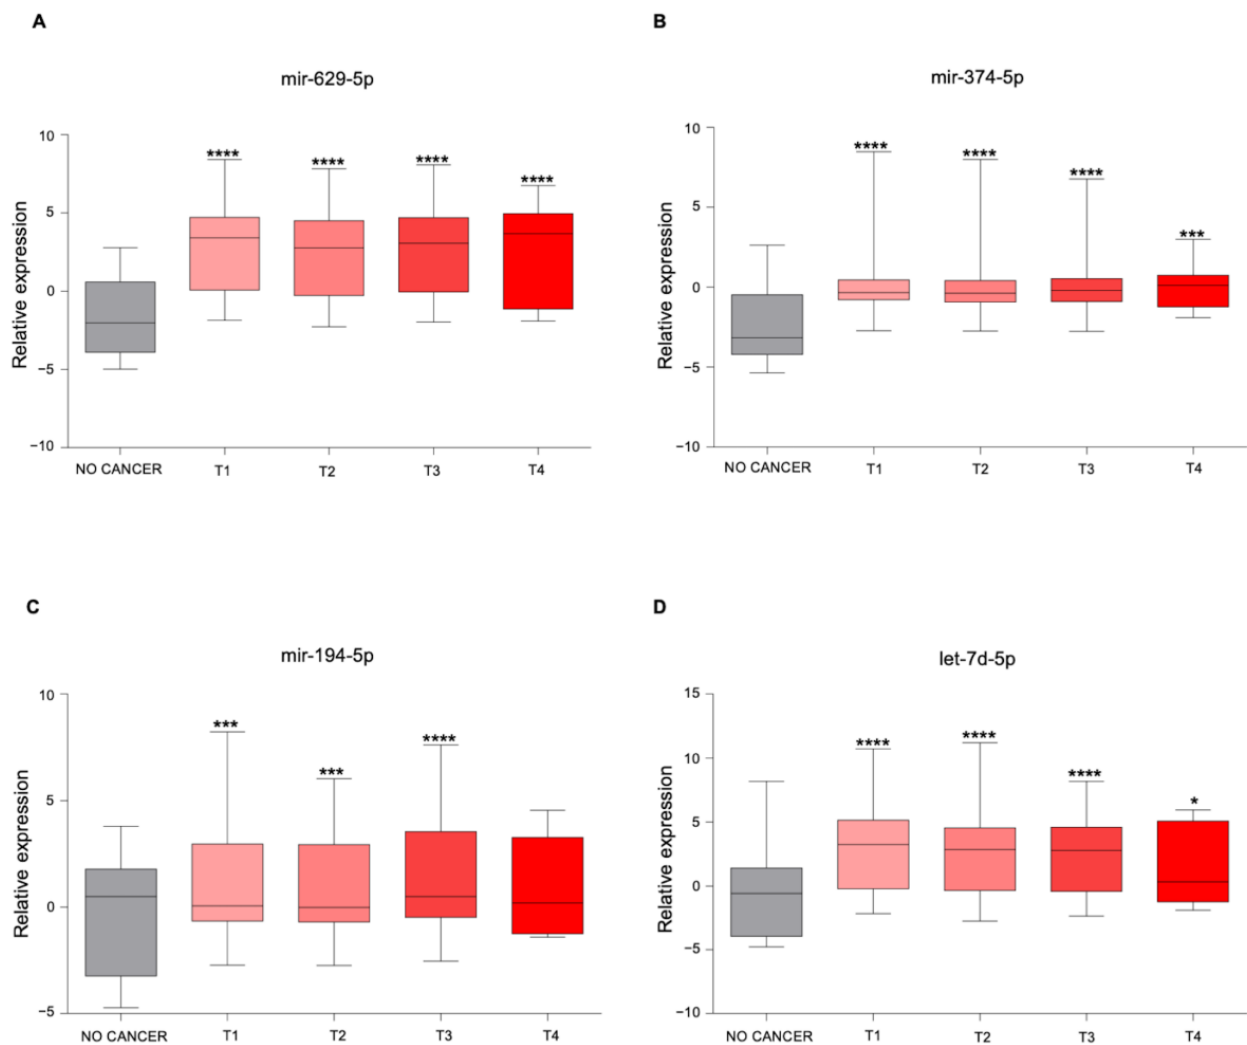 A
mir-629-5p
Relative expression
10
5
0
−5
−10
**** **** **** ****
NO CANCER T1 T2 T3 T4
B
mir-374-5p
Relative expression
10
5
0
−5
−10
**** **** **** ***
NO CANCER T1 T2 T3 T4
C
mir-194-5p
Relative expression
10
5
0
−5
*** *** ****
NO CANCER T1 T2 T3 T4
D
let-7d-5p
Relative expression
15
10
5
0
−5
−10
**** **** **** *
NO CANCER T1 T2 T3 T4